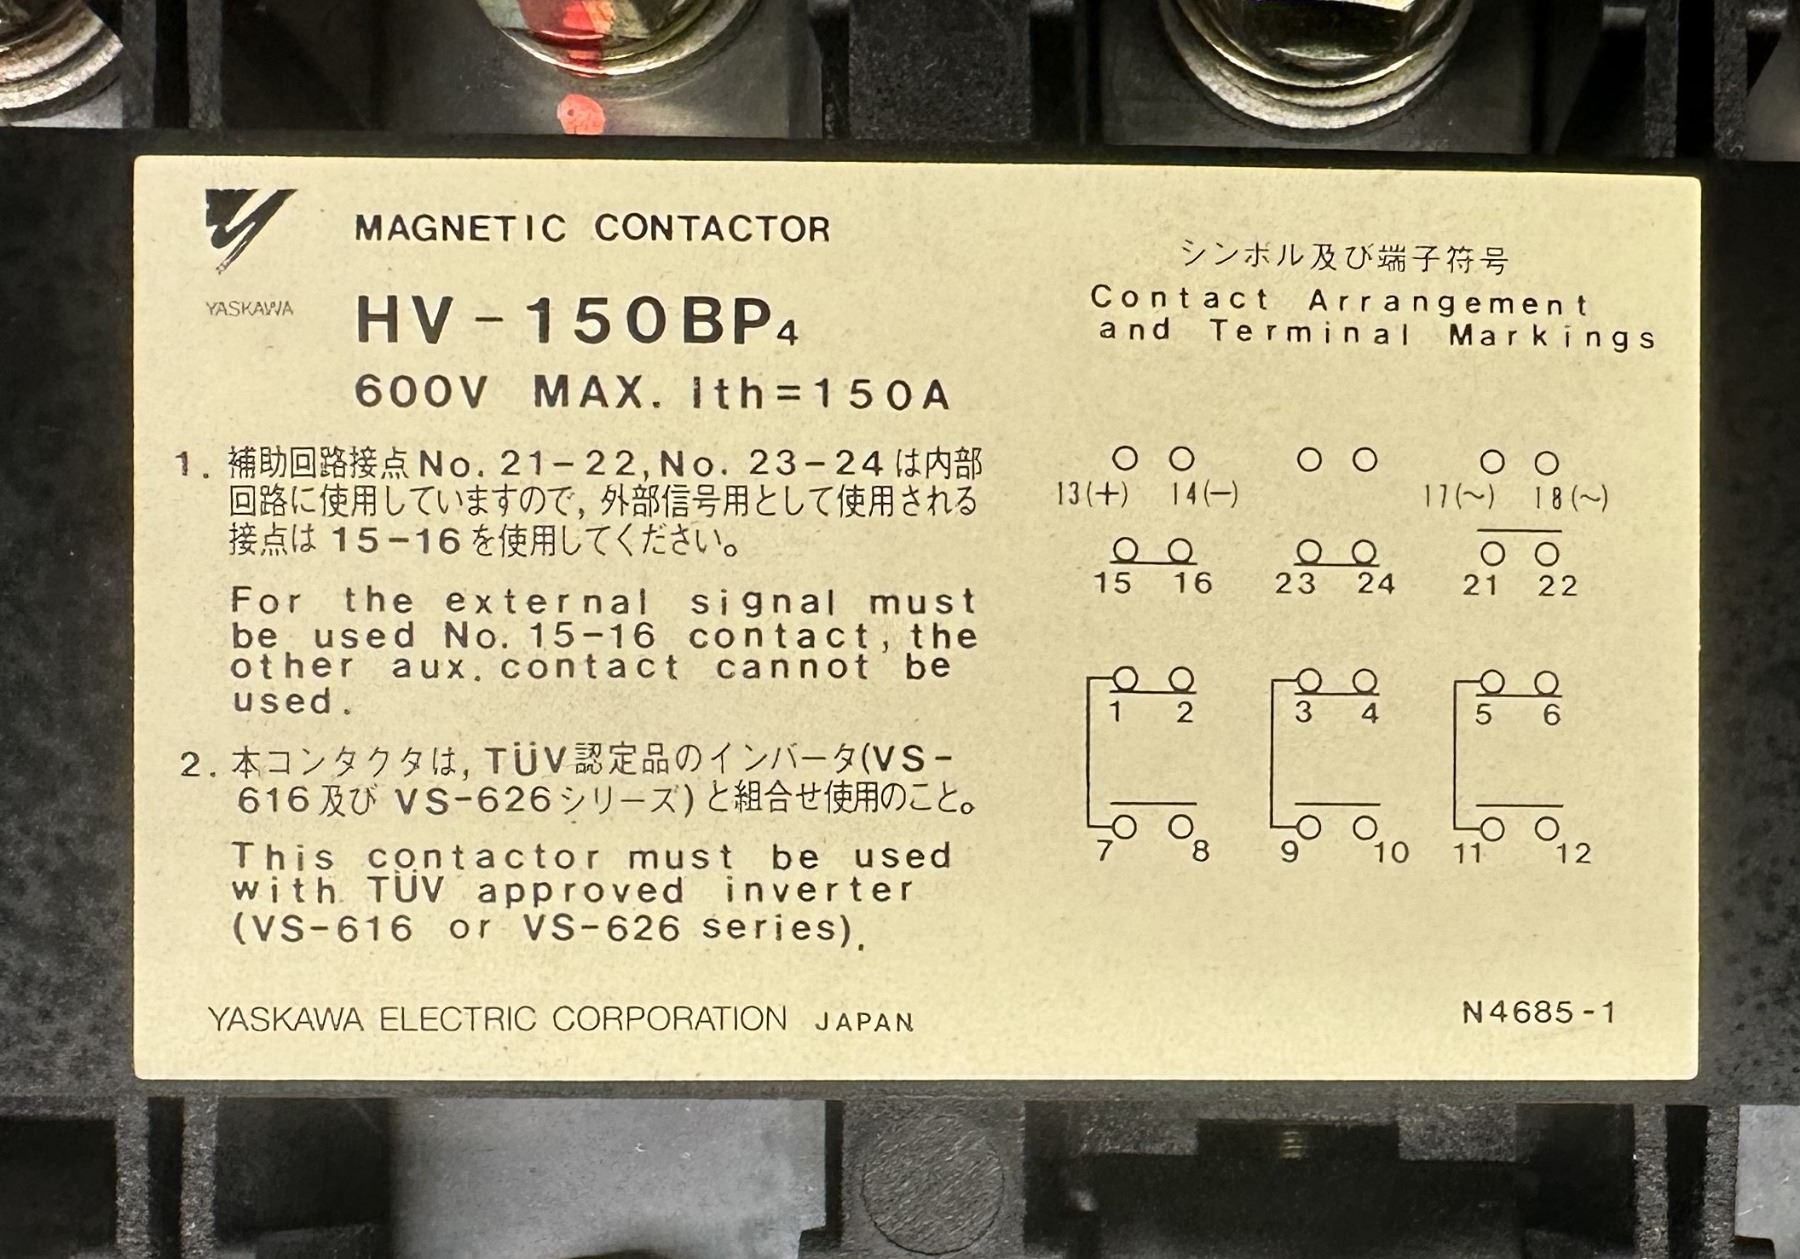 MAGNETIC CONTACTOR
YASKAWA
HV-150BP4
600V MAX. Ith=150A
1. 補助回路接点No. 21-22, No. 23-24は内部
回路に使用していますので, 外部信号用として使用される
接点は 15-16を使用してください。
For the external signal must
be used No. 15-16 contact, the
other aux. contact cannot be
used.
2. 本コンタクタは, TÜV認定品のインバータ(VS-
616及び VS-626シリーズ)と組合せ使用のこと。
This contactor must be used
with TÜV approved inverter
(VS-616 or VS-626 series).
YASKAWA ELECTRIC CORPORATION JAPAN
シンボル及び端子符号
Contact Arrangement
and Terminal Markings
13(+) 14(-) 17(~) 18(~)
15 16 23 24 21 22
1 2 3 4 5 6
7 8 9 10 11 12
N4685-1